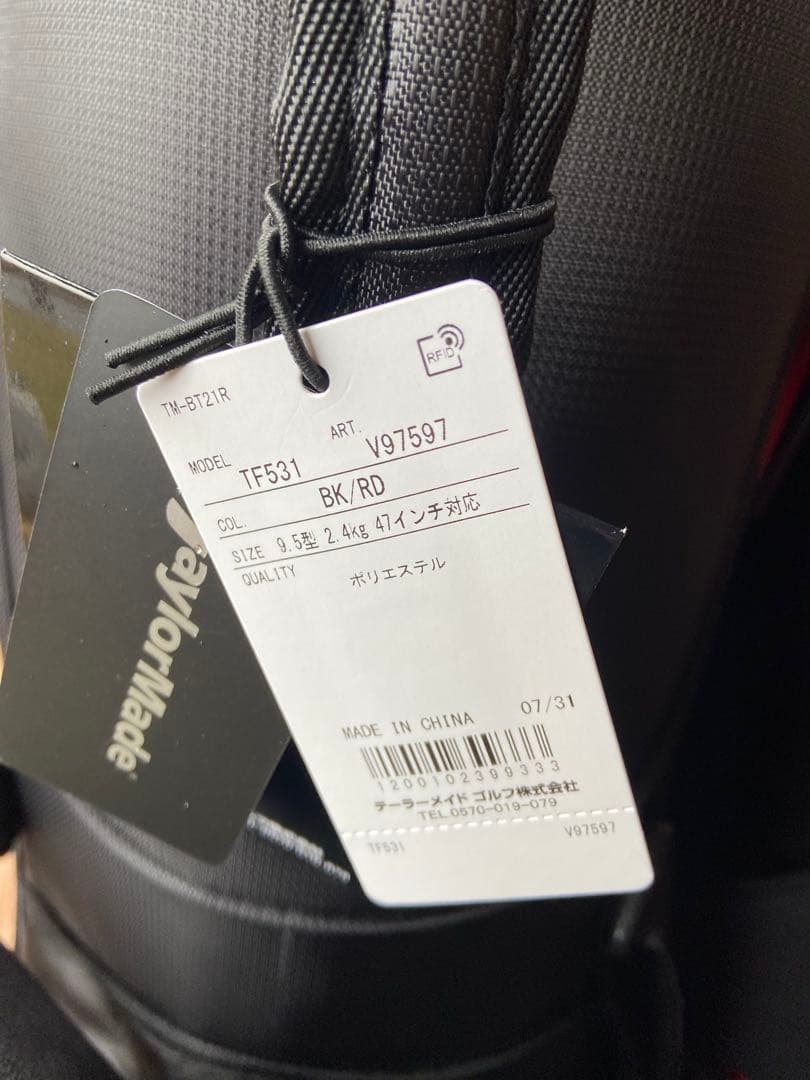 RFID
TM-BT21R
MODEL TF531 ART. V97597
COL. BK/RD
SIZE 9.5型 2.4kg 47インチ対応
QUALITY ポリエステル
MADE IN CHINA 07/31
1200102399333
テーラーメイド ゴルフ株式会社
TEL.0570-019-079
TF531 V97597
TaylorMade